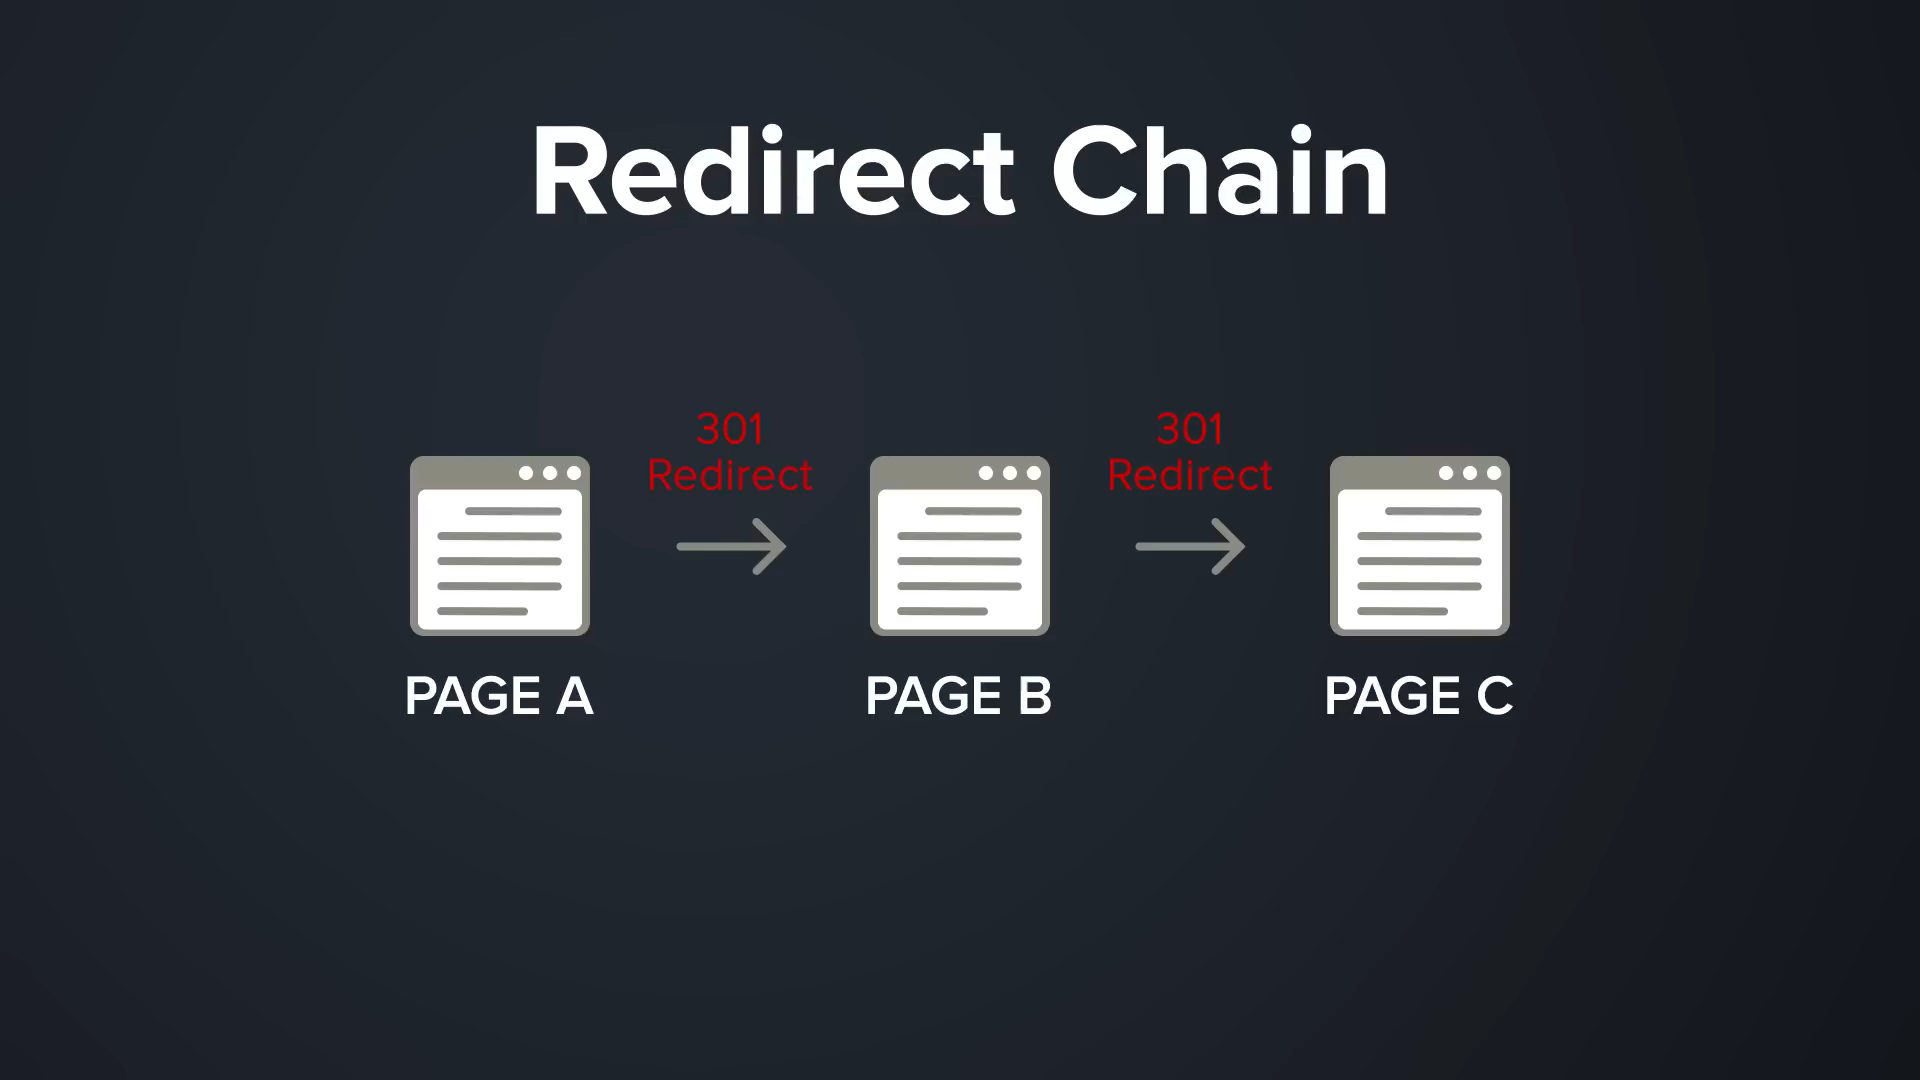 Redirect Chain
301
Redirect
301
Redirect
PAGE A
PAGE B
PAGE C